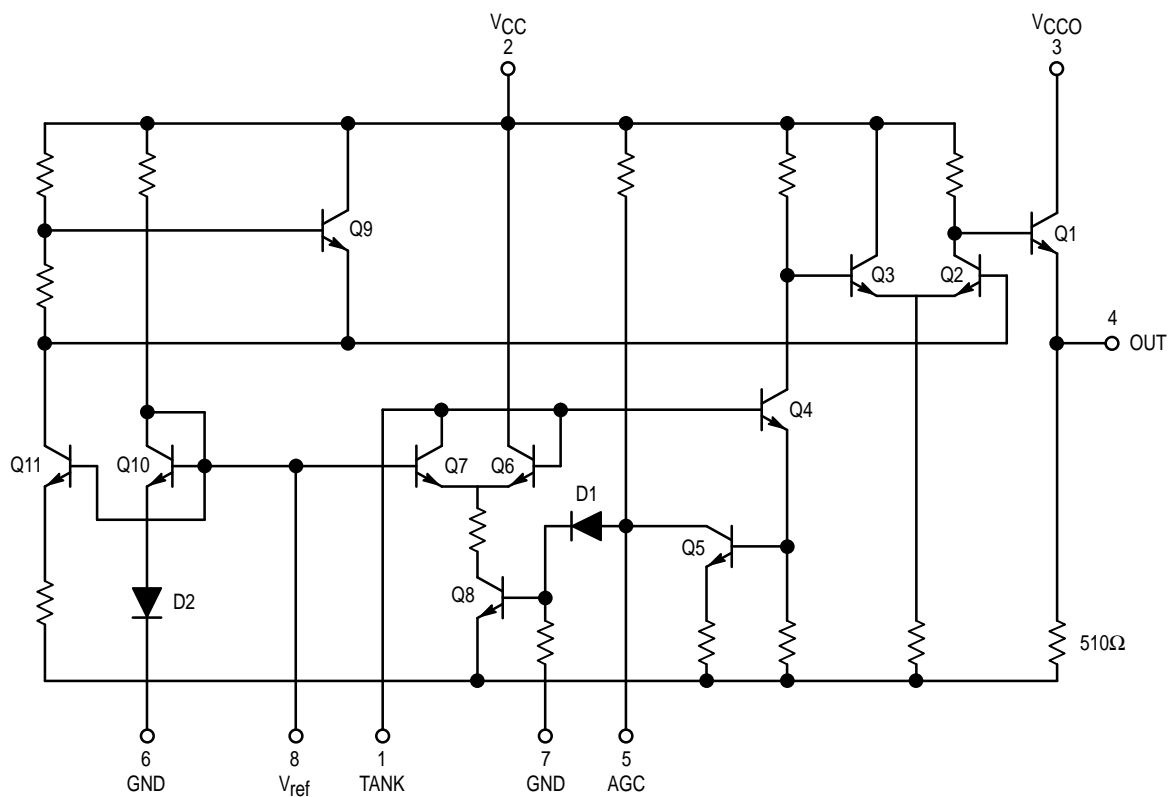 VCC
2
VCCO
3
Q9
Q1
Q3
Q2
4
OUT
Q4
Q11
Q10
Q7
Q6
D1
Q5
Q8
D2
510Ω
6
GND
8
Vref
1
TANK
7
GND
5
AGC